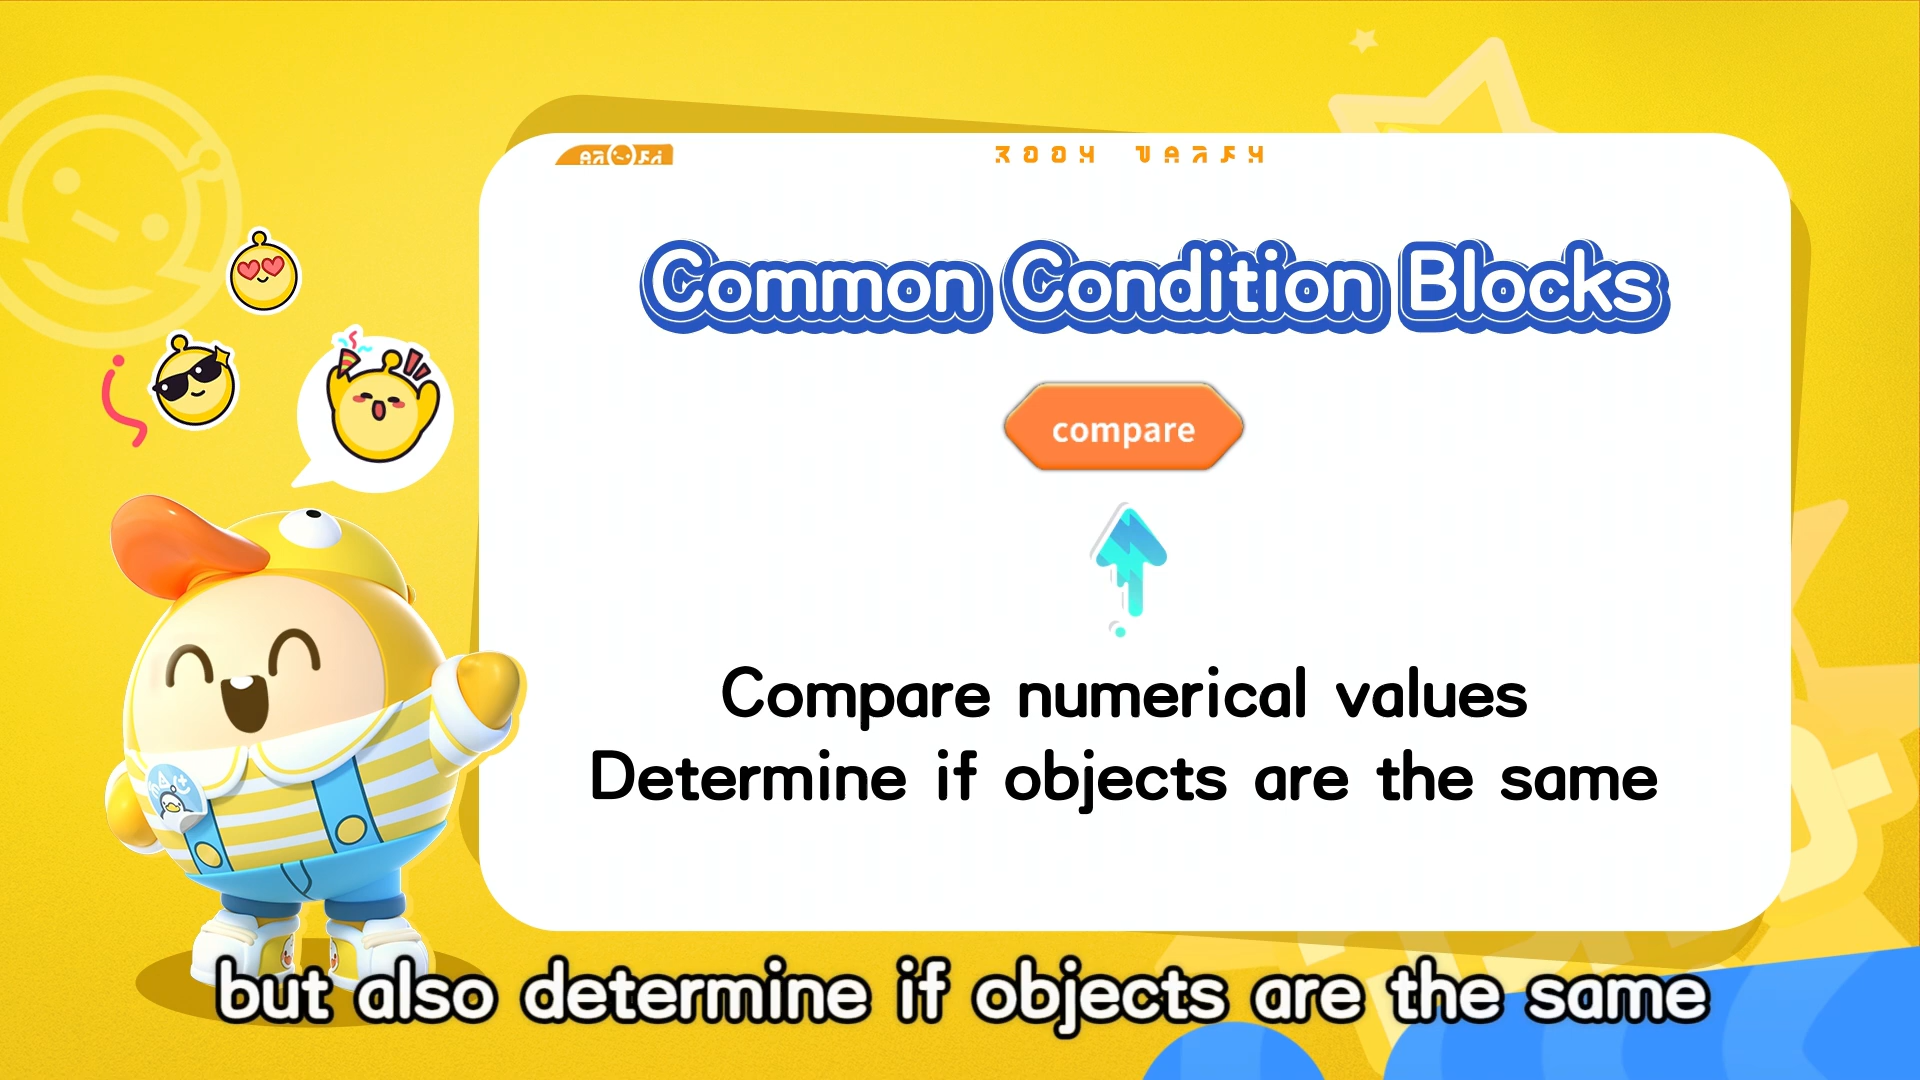 Common Condition Blocks
compare
Compare numerical values
Determine if objects are the same
but also determine if objects are the same